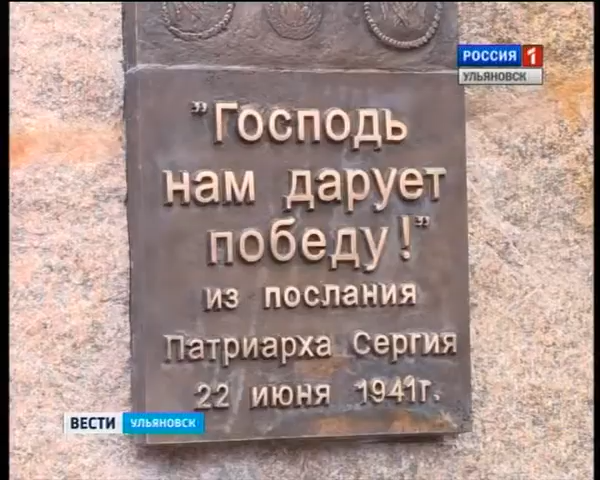 РОССИЯ 1
УЛЬЯНОВСК
"Господь
нам дарует
победу!"
из послания
Патриарха Сергия
22 июня 1941г.
ВЕСТИ УЛЬЯНОВСК